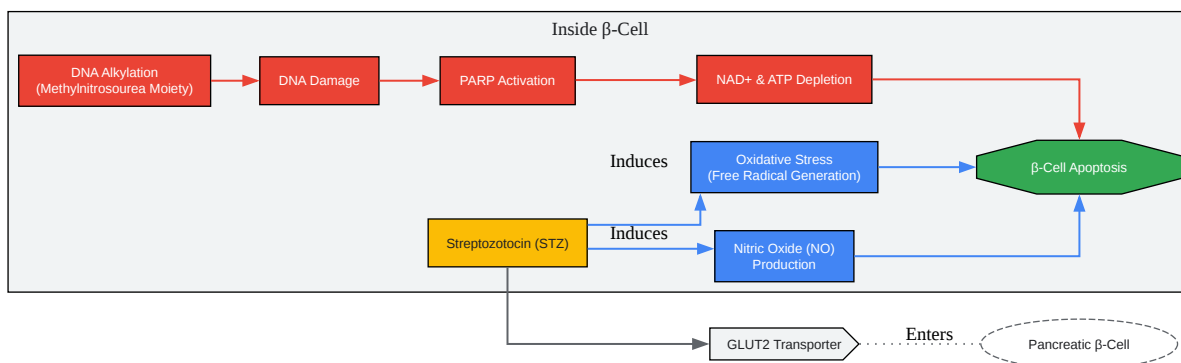 Inside β-Cell
DNA Alkylation
(Methylnitrosourea Moiety)
DNA Damage
PARP Activation
NAD+ & ATP Depletion
Induces
Oxidative Stress
(Free Radical Generation)
β-Cell Apoptosis
Streptozotocin (STZ)
Induces
Nitric Oxide (NO)
Production
GLUT2 Transporter
Enters
Pancreatic β-Cell